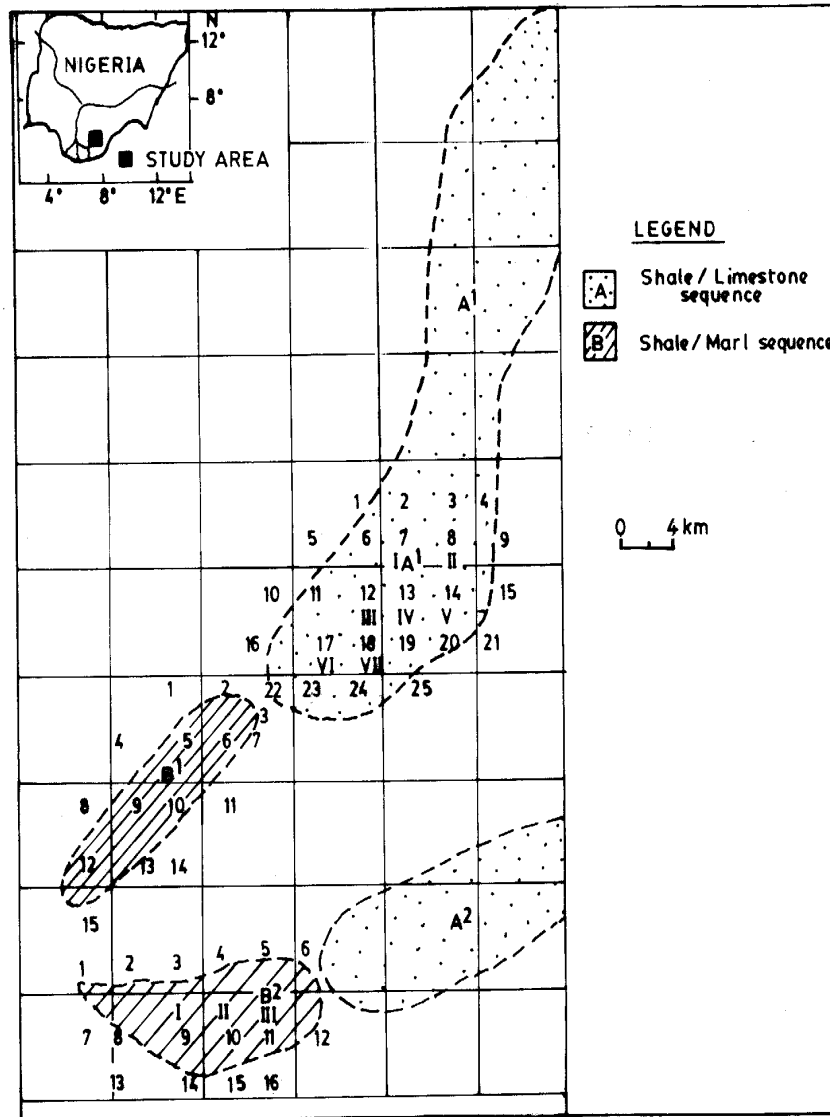 N
12°
NIGERIA
8°
STUDY AREA
4° 8° 12°E
LEGEND
A Shale/Limestone
sequence
B Shale/Marl sequence
0 4 km
A¹
1 2 3 4
5 6 7 8 9
I A¹ II
10 11 12 13 14 15
III IV V
16 17 18 19 20 21
VI VII
22 23 24 25
1 2
3
4 5 6 7
B¹
8 9 10 11
12 13 14
15
A²
1 2 3 4 5 6
B²
I II III
7 8 9 10 11 12
13 14 15 16